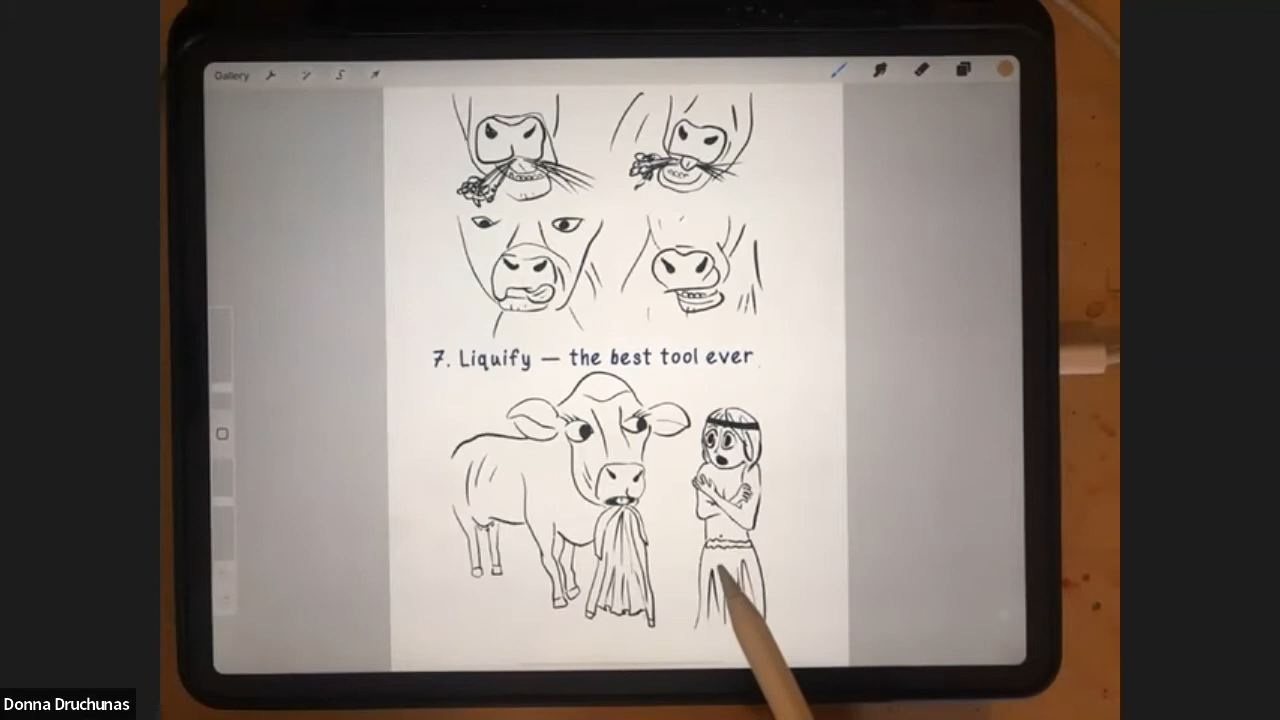 Gallery
7. Liquify — the best tool ever
Donna Druchunas